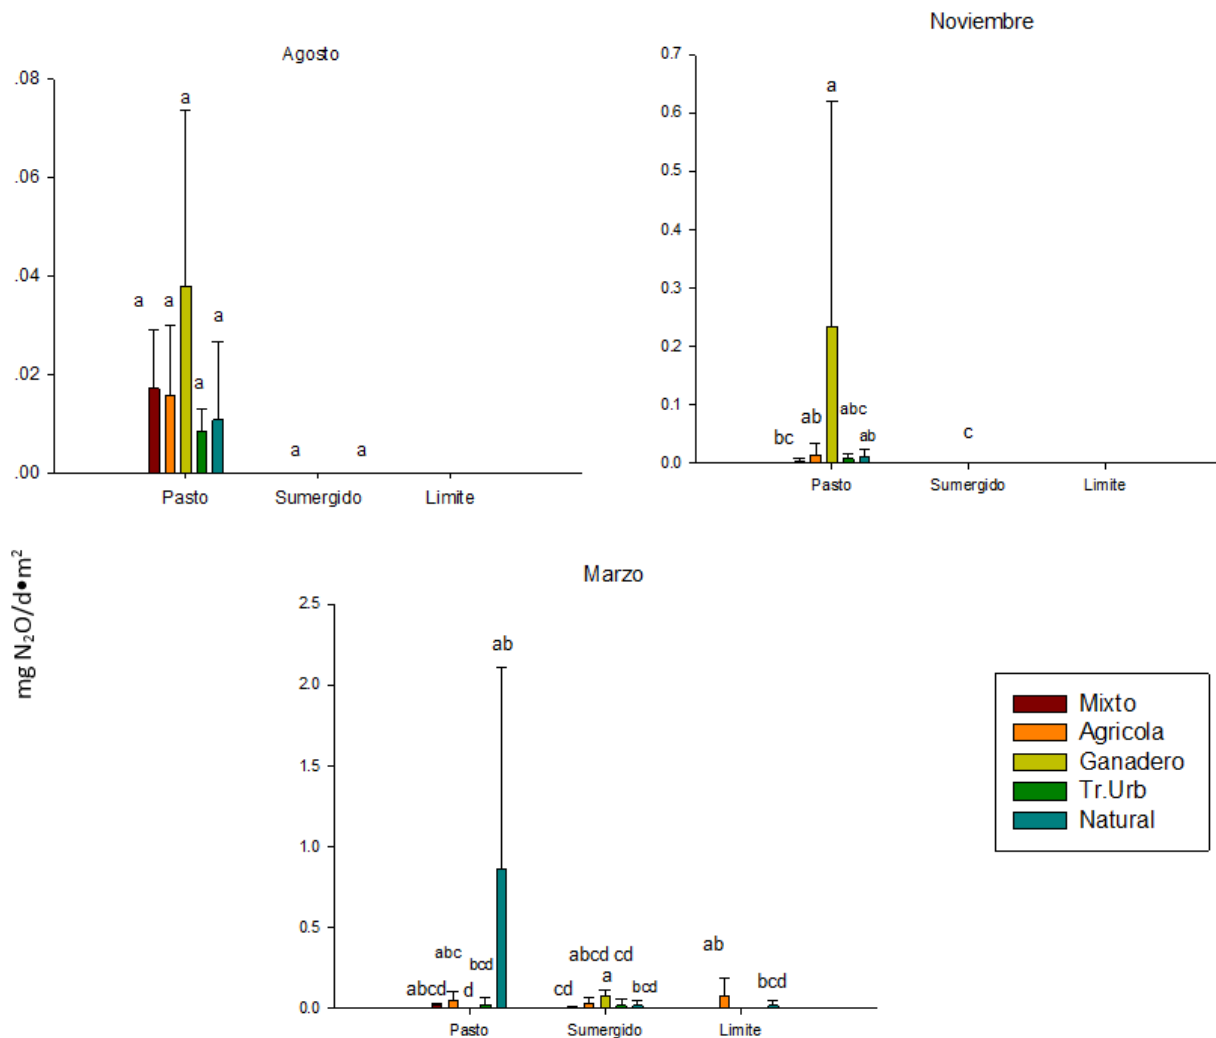 Agosto
.08
.06
.04
.02
.00
a
a
a
a
a
a
a
Pasto
Sumergido
Limite
Noviembre
0.7
0.6
0.5
0.4
0.3
0.2
0.1
0.0
bc
ab
a
abc
ab
c
Pasto
Sumergido
Limite
mg N₂O/d•m²
Marzo
2.5
2.0
1.5
1.0
0.5
0.0
abcd
abc
d
bcd
ab
cd
abcd cd
a
bcd
ab
bcd
Pasto
Sumergido
Limite
Mixto
Agricola
Ganadero
Tr.Urb
Natural